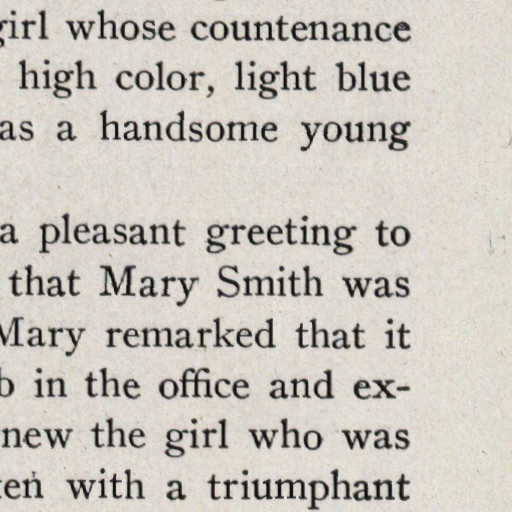 girl whose countenance
high color, light blue
as a handsome young
a pleasant greeting to
that Mary Smith was
Mary remarked that it
in the office and ex-
new the girl who was
ten with a triumphant